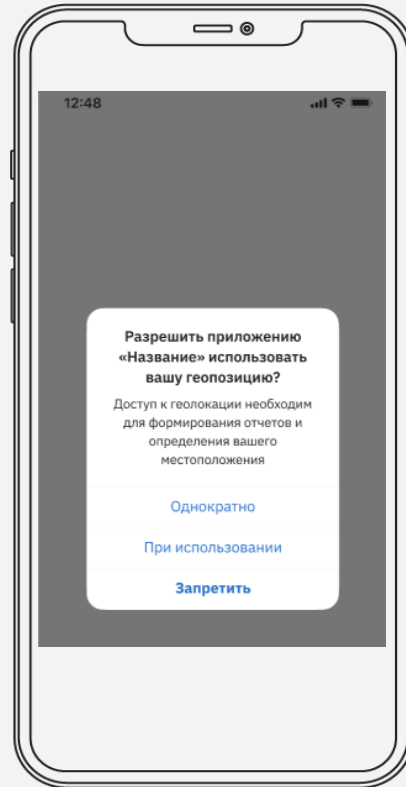 12:48
Разрешить приложению
«Название» использовать
вашу геопозицию?
Доступ к геолокации необходим
для формирования отчетов и
определения вашего
местоположения
Однократно
При использовании
Запретить